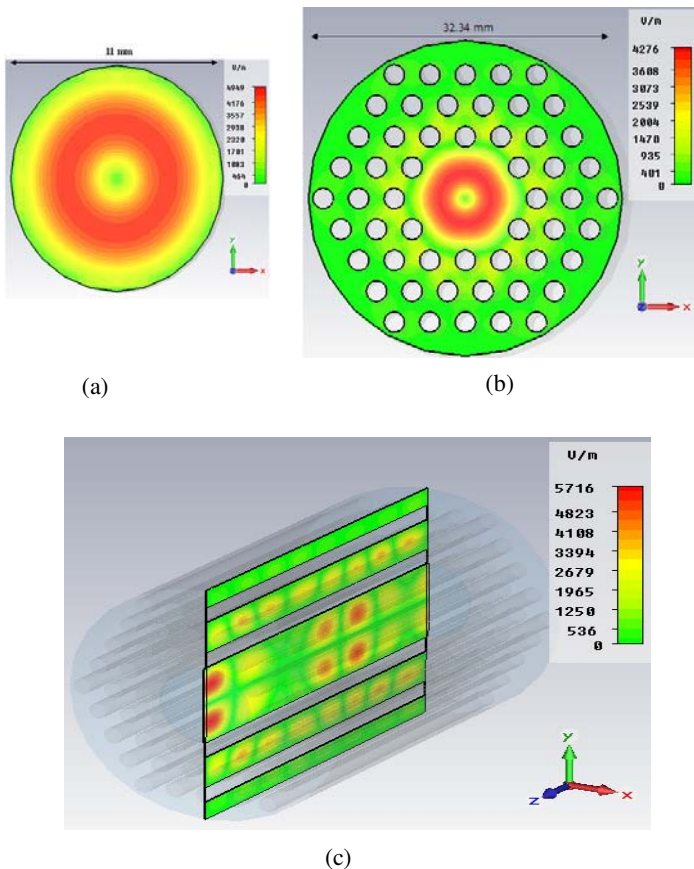 11 mm
V/m
4949
4176
3557
2938
2320
1701
1083
464
0
y
x
(a)
32.34 mm
V/m
4276
3608
3073
2539
2004
1470
935
401
0
y
z
x
(b)
V/m
5716
4823
4108
3394
2679
1965
1250
536
0
y
z
x
(c)